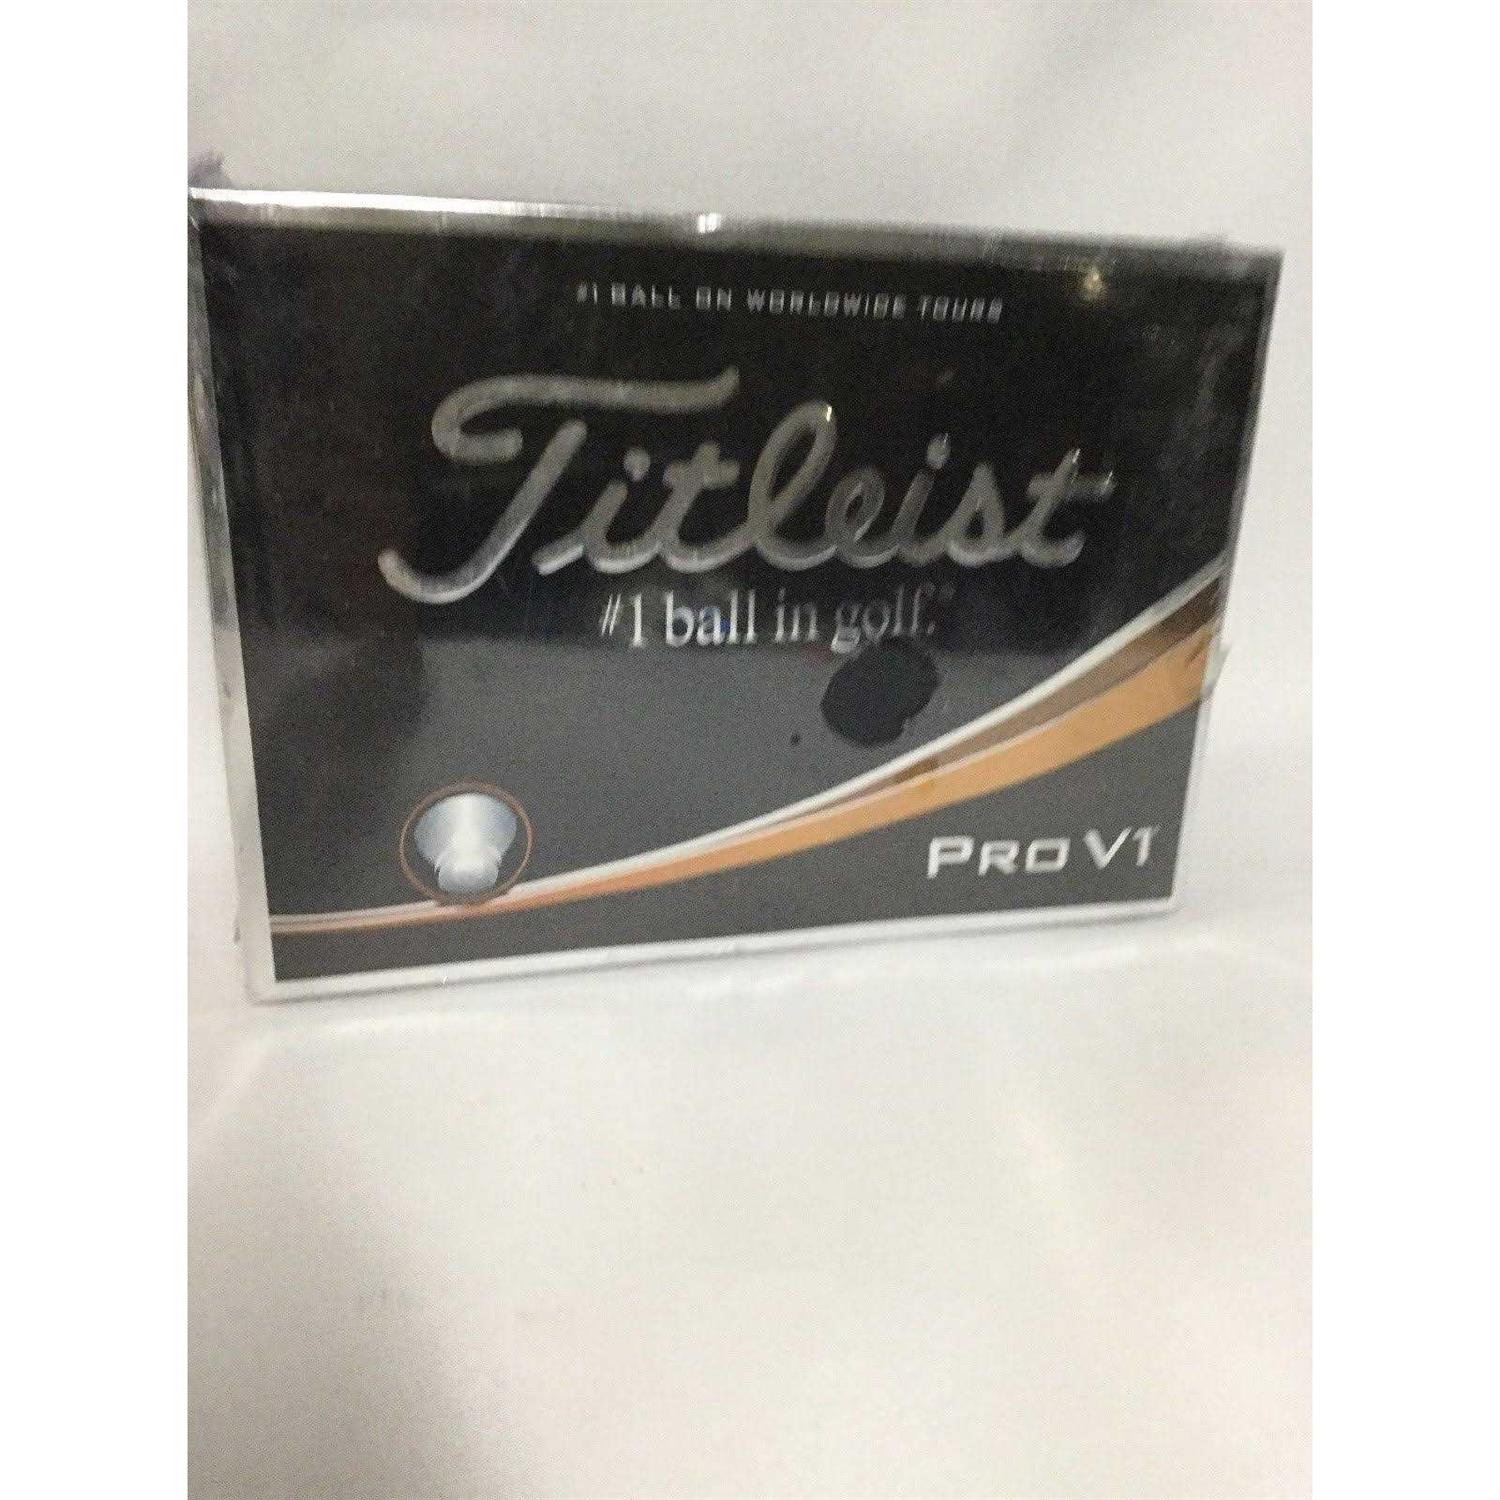 #1 BALL ON WORLDWIDE TOURS
Titleist
#1 ball in golf.®
PRO V1